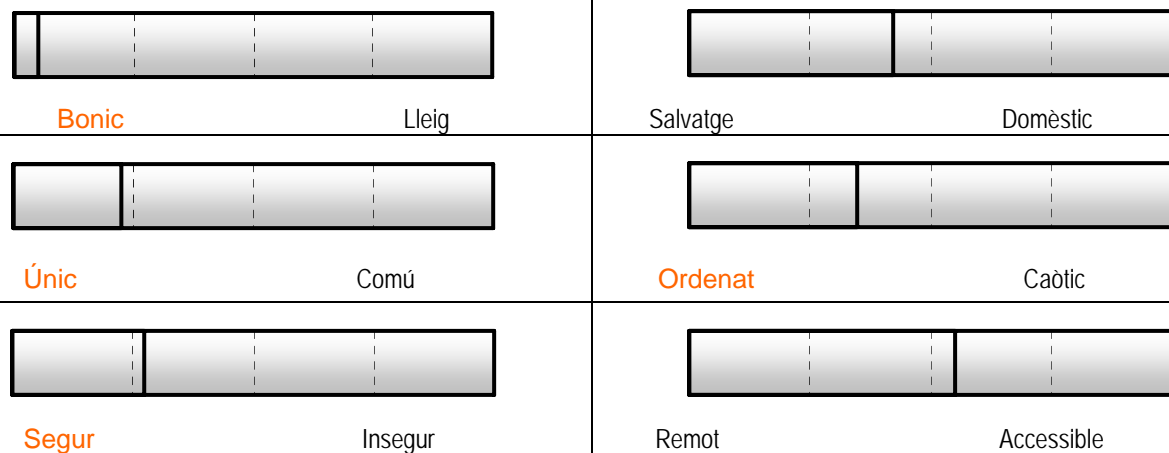 Bonic Lleig Salvatge Domèstic
Únic Comú Ordenat Caòtic
Segur Insegur Remot Accessible